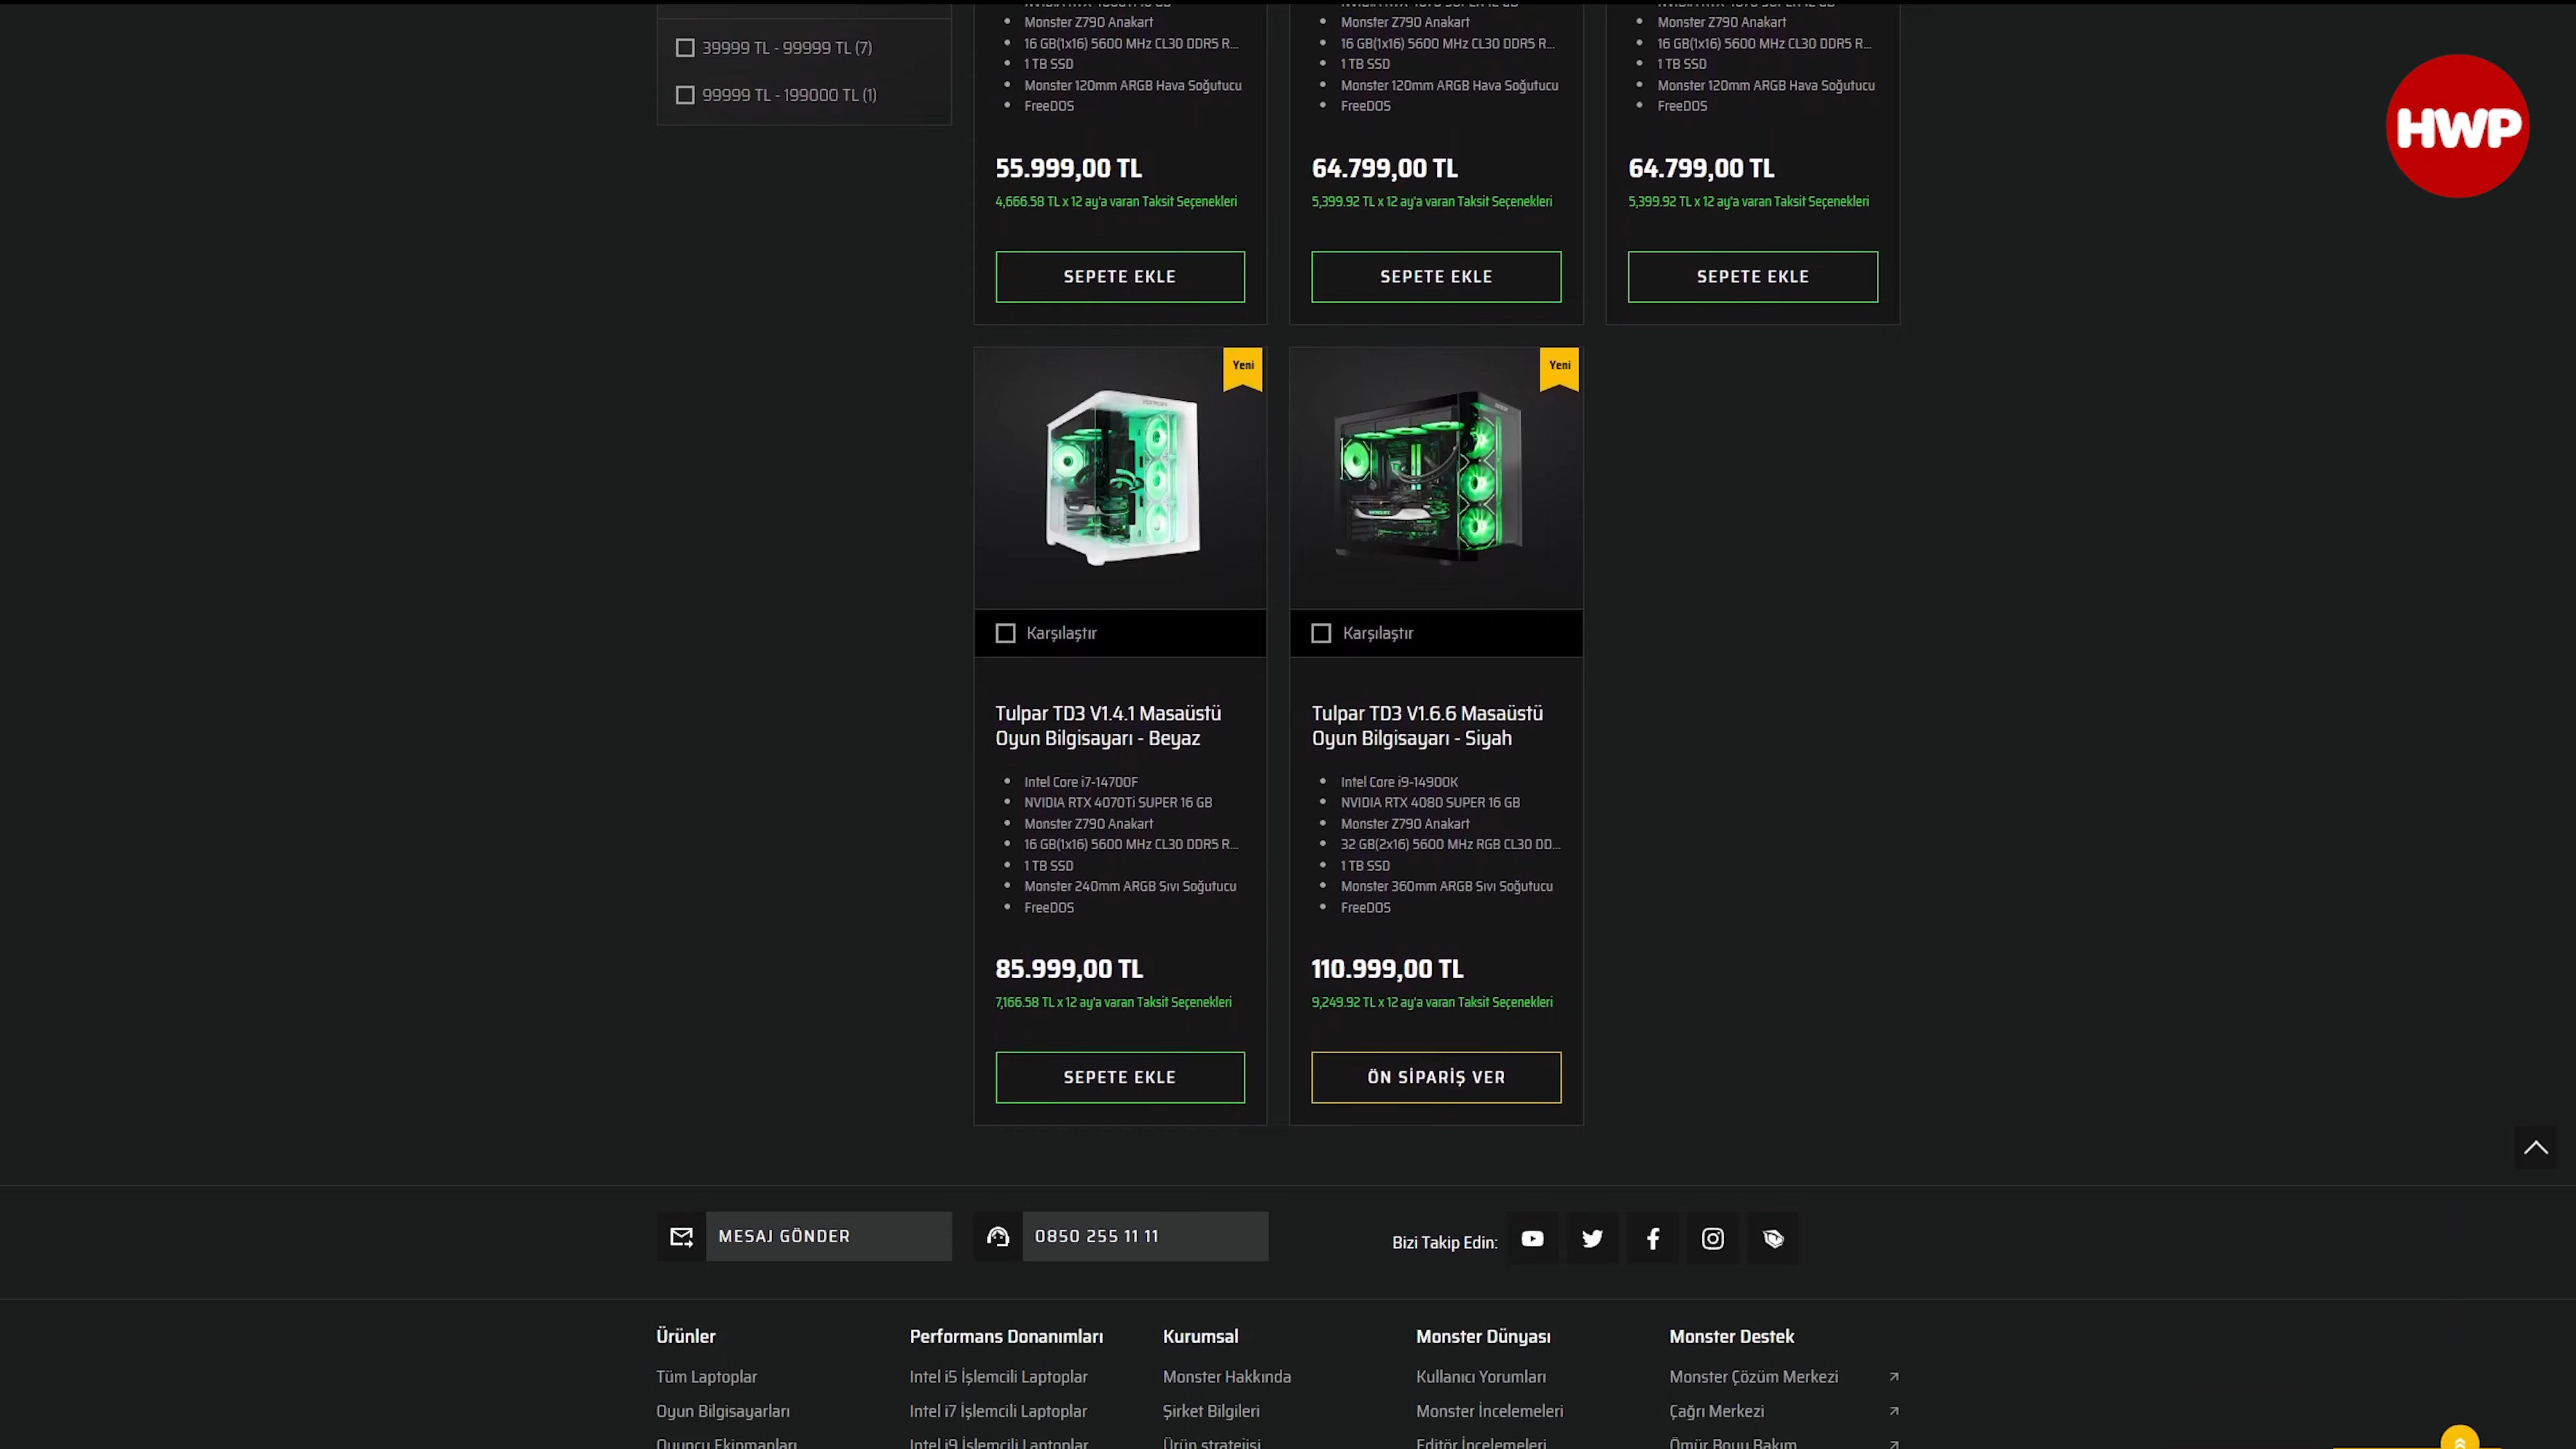 39999 TL - 99999 TL (7)
99999 TL - 199000 TL (1)
Monster Z790 Anakart
16 GB(1x16) 5600 MHz CL30 DDR5 R...
1 TB SSD
Monster 120mm ARGB Hava Soğutucu
FreeDOS
55.999,00 TL
4,666.58 TL x 12 ay'a varan Taksit Seçenekleri
SEPETE EKLE
Monster Z790 Anakart
16 GB(1x16) 5600 MHz CL30 DDR5 R...
1 TB SSD
Monster 120mm ARGB Hava Soğutucu
FreeDOS
64.799,00 TL
5,399.92 TL x 12 ay'a varan Taksit Seçenekleri
SEPETE EKLE
Monster Z790 Anakart
16 GB(1x16) 5600 MHz CL30 DDR5 R...
1 TB SSD
Monster 120mm ARGB Hava Soğutucu
FreeDOS
64.799,00 TL
5,399.92 TL x 12 ay'a varan Taksit Seçenekleri
SEPETE EKLE
HWP
Yeni
Karşılaştır
Tulpar TD3 V1.4.1 Masaüstü
Oyun Bilgisayarı - Beyaz
Intel Core i7-14700F
NVIDIA RTX 4070Ti SUPER 16 GB
Monster Z790 Anakart
16 GB(1x16) 5600 MHz CL30 DDR5 R...
1 TB SSD
Monster 240mm ARGB Sıvı Soğutucu
FreeDOS
85.999,00 TL
7,166.58 TL x 12 ay'a varan Taksit Seçenekleri
SEPETE EKLE
Yeni
Karşılaştır
Tulpar TD3 V1.6.6 Masaüstü
Oyun Bilgisayarı - Siyah
Intel Core i9-14900K
NVIDIA RTX 4080 SUPER 16 GB
Monster Z790 Anakart
32 GB(2x16) 5600 MHz RGB CL30 DD...
1 TB SSD
Monster 360mm ARGB Sıvı Soğutucu
FreeDOS
110.999,00 TL
9,249.92 TL x 12 ay'a varan Taksit Seçenekleri
ÖN SİPARİŞ VER
MESAJ GÖNDER
0850 255 11 11
Bizi Takip Edin:
Ürünler
Tüm Laptoplar
Oyun Bilgisayarları
Oyuncu Ekipmanları
Performans Donanımları
Intel i5 İşlemcili Laptoplar
Intel i7 İşlemcili Laptoplar
Intel i9 İşlemcili Laptoplar
Kurumsal
Monster Hakkında
Şirket Bilgileri
Ürün stratejisi
Monster Dünyası
Kullanıcı Yorumları
Monster İncelemeleri
Editör İncelemeleri
Monster Destek
Monster Çözüm Merkezi
Çağrı Merkezi
Ömür Boyu Bakım